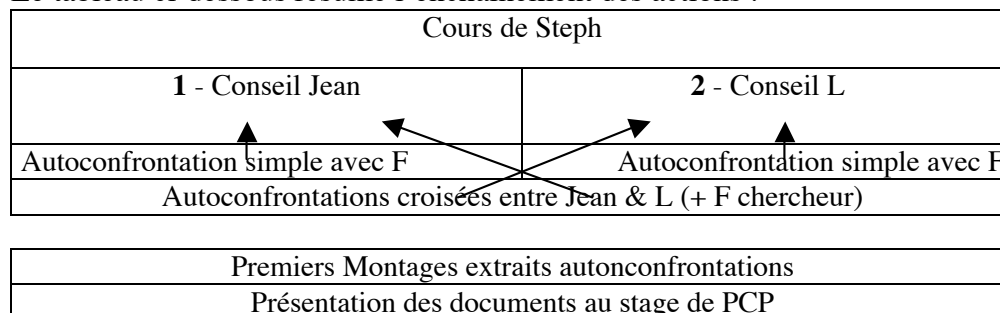 Le tableau ci-dessous résume l'enchaînement des actions :
Cours de Steph
1 - Conseil Jean
2 - Conseil L
Autoconfrontation simple avec F
Autoconfrontation simple avec F
Autoconfrontations croisées entre Jean & L (+ F chercheur)
Premiers Montages extraits autonconfrontations
Présentation des documents au stage de PCP